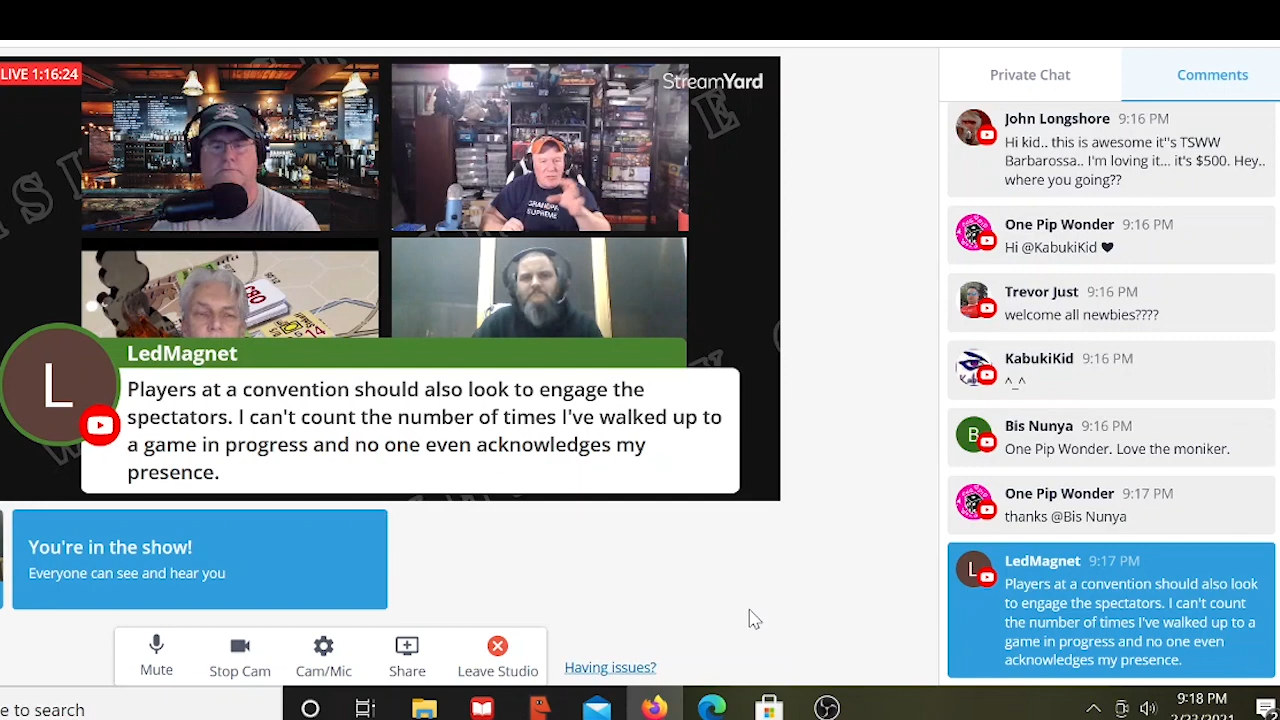 LIVE 1:16:24
StreamYard
GRANDPA
SUPREME
14
LedMagnet
L
Players at a convention should also look to engage the
spectators. I can't count the number of times I've walked up to
a game in progress and no one even acknowledges my
presence.
You're in the show!
Everyone can see and hear you
Mute
Stop Cam
Cam/Mic
Share
Leave Studio
Having issues?
Private Chat
Comments
John Longshore 9:16 PM
Hi kid.. this is awesome it"s TSWW
Barbarossa.. I'm loving it... it's $500. Hey..
where you going??
One Pip Wonder 9:16 PM
Hi @KabukiKid ♥
Trevor Just 9:16 PM
welcome all newbies????
KabukiKid 9:16 PM
^_^
B
Bis Nunya 9:16 PM
One Pip Wonder. Love the moniker.
One Pip Wonder 9:17 PM
thanks @Bis Nunya
L
LedMagnet 9:17 PM
Players at a convention should also look
to engage the spectators. I can't count
the number of times I've walked up to a
game in progress and no one even
acknowledges my presence.
e to search
9:18 PM